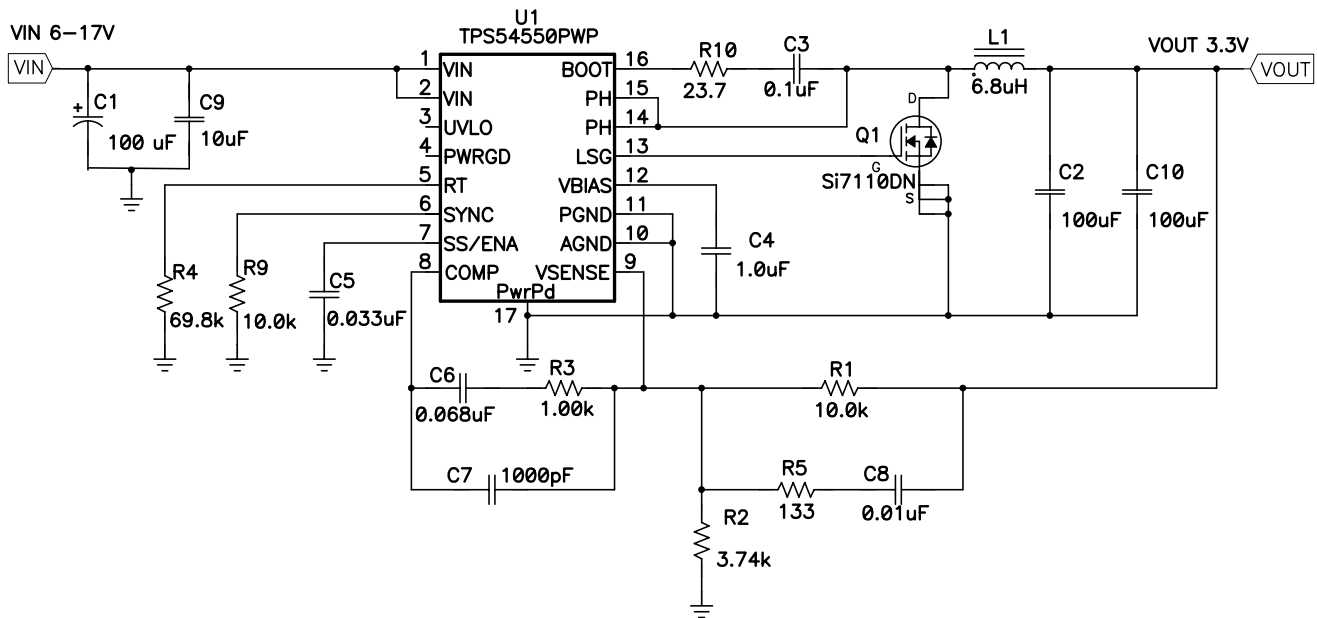 VIN 6-17V
VIN
C1
100 uF
C9
10uF
U1
TPS54550PWP
1
VIN
2
VIN
3
UVLO
4
PWRGD
5
RT
6
SYNC
7
SS/ENA
8
COMP
16
BOOT
15
PH
14
PH
13
LSG
12
VBIAS
11
PGND
10
AGND
9
VSENSE
PwrPd
17
R10
23.7
C3
0.1uF
L1
6.8uH
VOUT 3.3V
VOUT
D
Q1
G
Si7110DN
S
C2
100uF
C10
100uF
C4
1.0uF
R4
69.8k
R9
10.0k
C5
0.033uF
C6
0.068uF
R3
1.00k
R1
10.0k
C7
1000pF
R5
133
C8
0.01uF
R2
3.74k
+